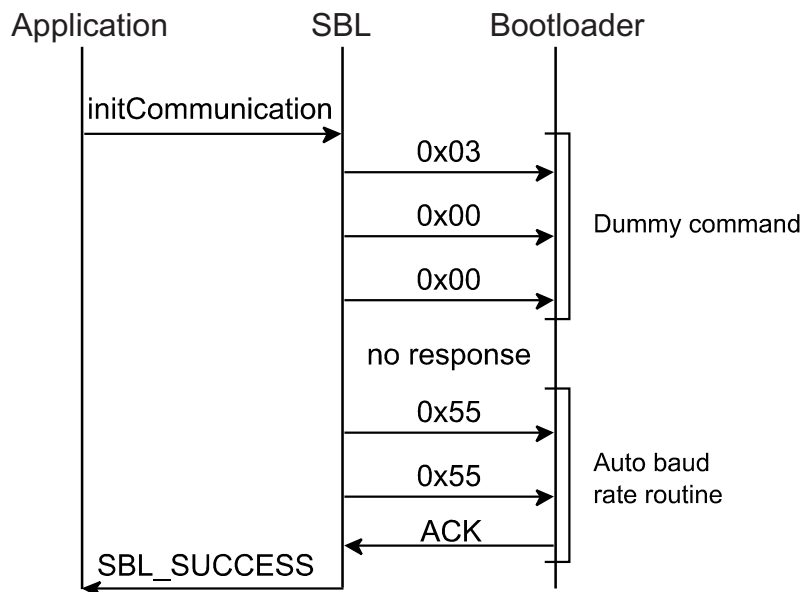 Application SBL Bootloader
initCommunication
0x03
0x00
Dummy command
0x00
no response
0x55
Auto baud
rate routine
0x55
ACK
SBL_SUCCESS